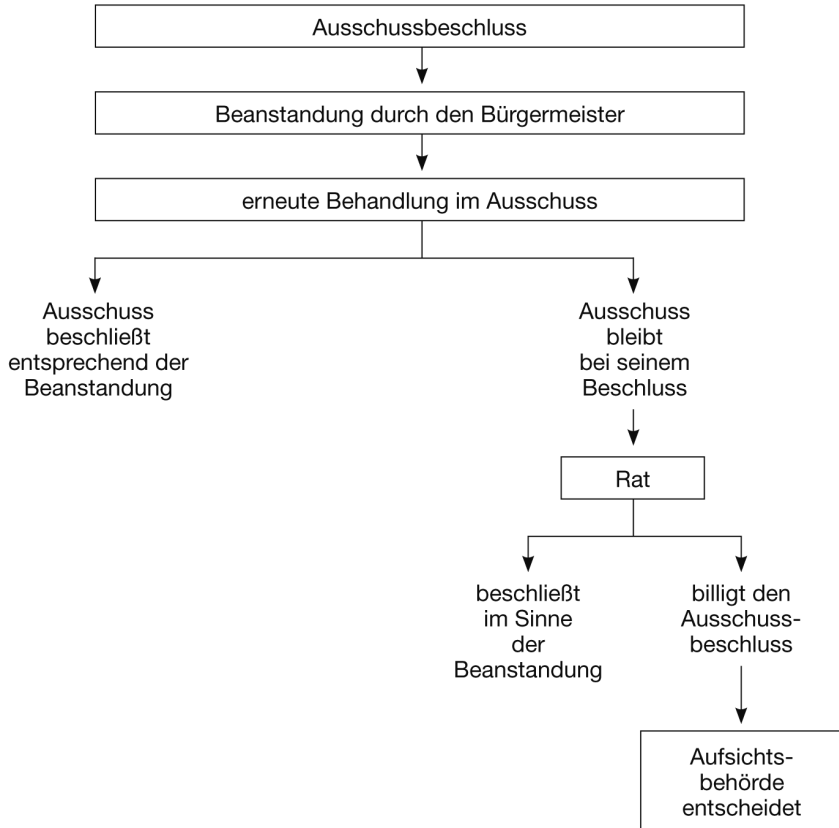 Ausschussbeschluss
Beanstandung durch den Bürgermeister
erneute Behandlung im Ausschuss
Ausschuss
beschließt
entsprechend der
Beanstandung
Ausschuss
bleibt
bei seinem
Beschluss
Rat
beschließt
im Sinne
der
Beanstandung
billigt den
Ausschuss-
beschluss
Aufsichts-
behörde
entscheidet